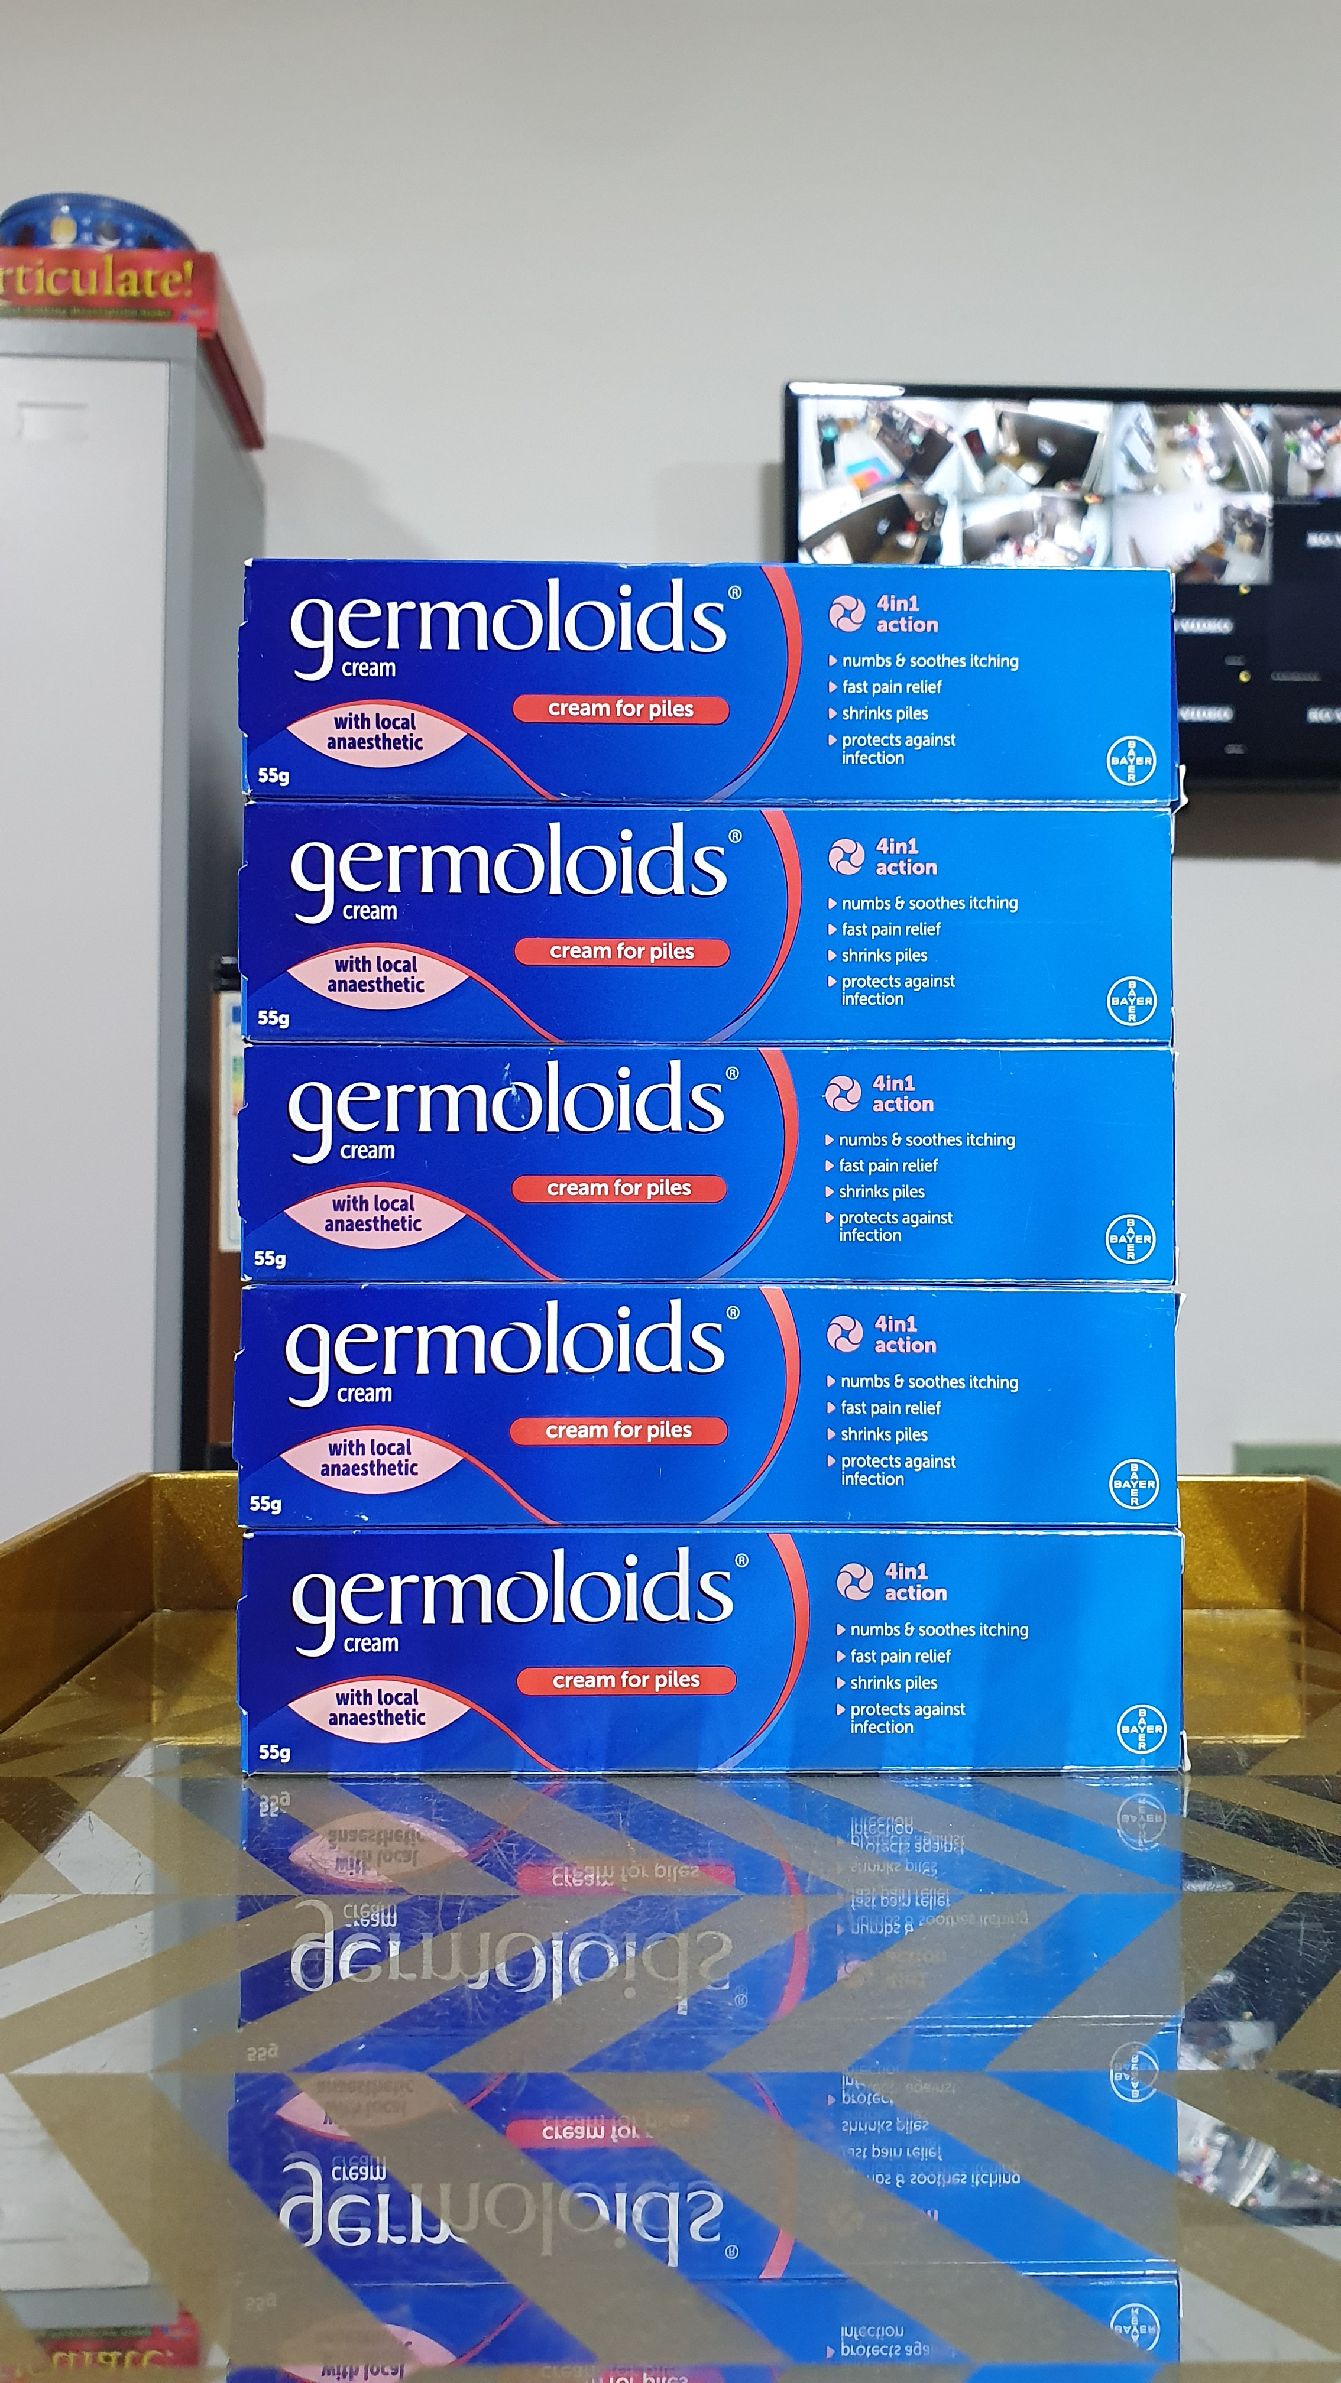 rticulate!
germoloids®
cream
cream for piles
with local
anaesthetic
55g
4in1
action
numbs & soothes itching
fast pain relief
shrinks piles
protects against
infection
BAYER
BAYER
germoloids®
cream
cream for piles
with local
anaesthetic
55g
4in1
action
numbs & soothes itching
fast pain relief
shrinks piles
protects against
infection
BAYER
BAYER
germoloids®
cream
cream for piles
with local
anaesthetic
55g
4in1
action
numbs & soothes itching
fast pain relief
shrinks piles
protects against
infection
BAYER
BAYER
germoloids®
cream
cream for piles
with local
anaesthetic
55g
4in1
action
numbs & soothes itching
fast pain relief
shrinks piles
protects against
infection
BAYER
BAYER
germoloids®
cream
cream for piles
with local
anaesthetic
55g
4in1
action
numbs & soothes itching
fast pain relief
shrinks piles
protects against
infection
BAYER
BAYER